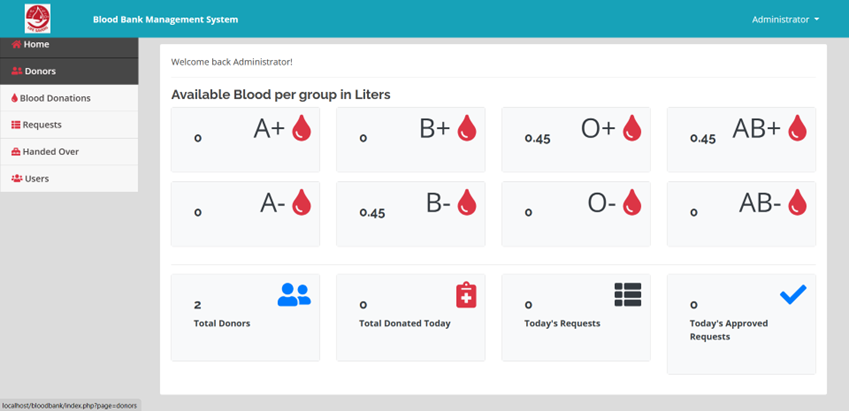 Blood Bank Management System
Administrator
Home
Donors
Blood Donations
Requests
Handed Over
Users
Welcome back Administrator!
Available Blood per group in Liters
0 A+
0 B+
0.45 O+
0.45 AB+
0 A-
0.45 B-
0 O-
0 AB-
2
Total Donors
0
Total Donated Today
0
Today's Requests
0
Today's Approved
Requests
localhost/bloodbank/index.php?page=donors